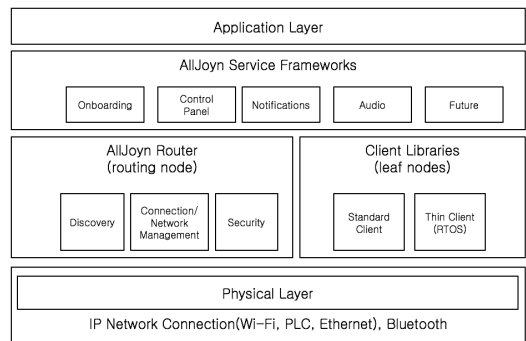 Application Layer
AllJoyn Service Frameworks
Onboarding
Control
Panel
Notifications
Audio
Future
AllJoyn Router
(routing node)
Discovery
Connection/
Network
Management
Security
Client Libraries
(leaf nodes)
Standard
Client
Thin Client
(RTOS)
Physical Layer
IP Network Connection(Wi-Fi, PLC, Ethernet), Bluetooth